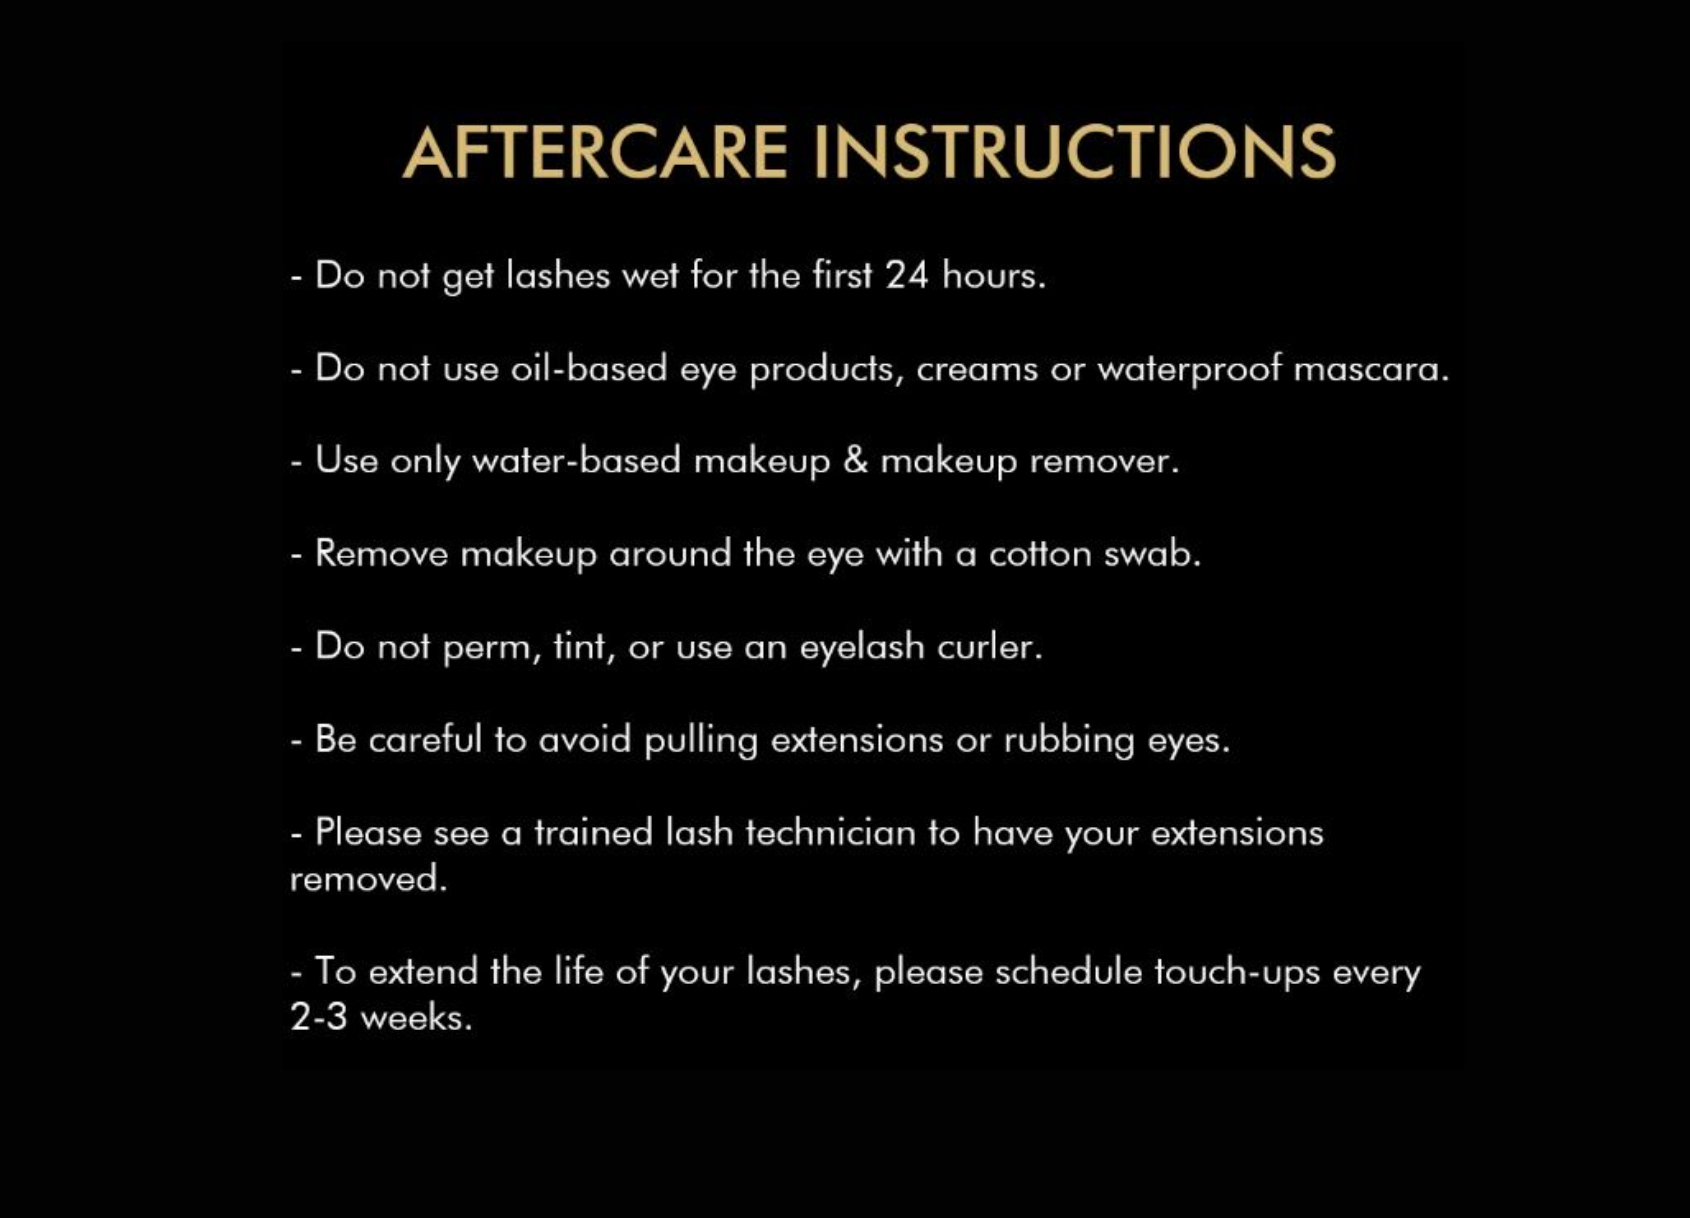 AFTERCARE INSTRUCTIONS
- Do not get lashes wet for the first 24 hours.
- Do not use oil-based eye products, creams or waterproof mascara.
- Use only water-based makeup & makeup remover.
- Remove makeup around the eye with a cotton swab.
- Do not perm, tint, or use an eyelash curler.
- Be careful to avoid pulling extensions or rubbing eyes.
- Please see a trained lash technician to have your extensions
removed.
- To extend the life of your lashes, please schedule touch-ups every
2-3 weeks.